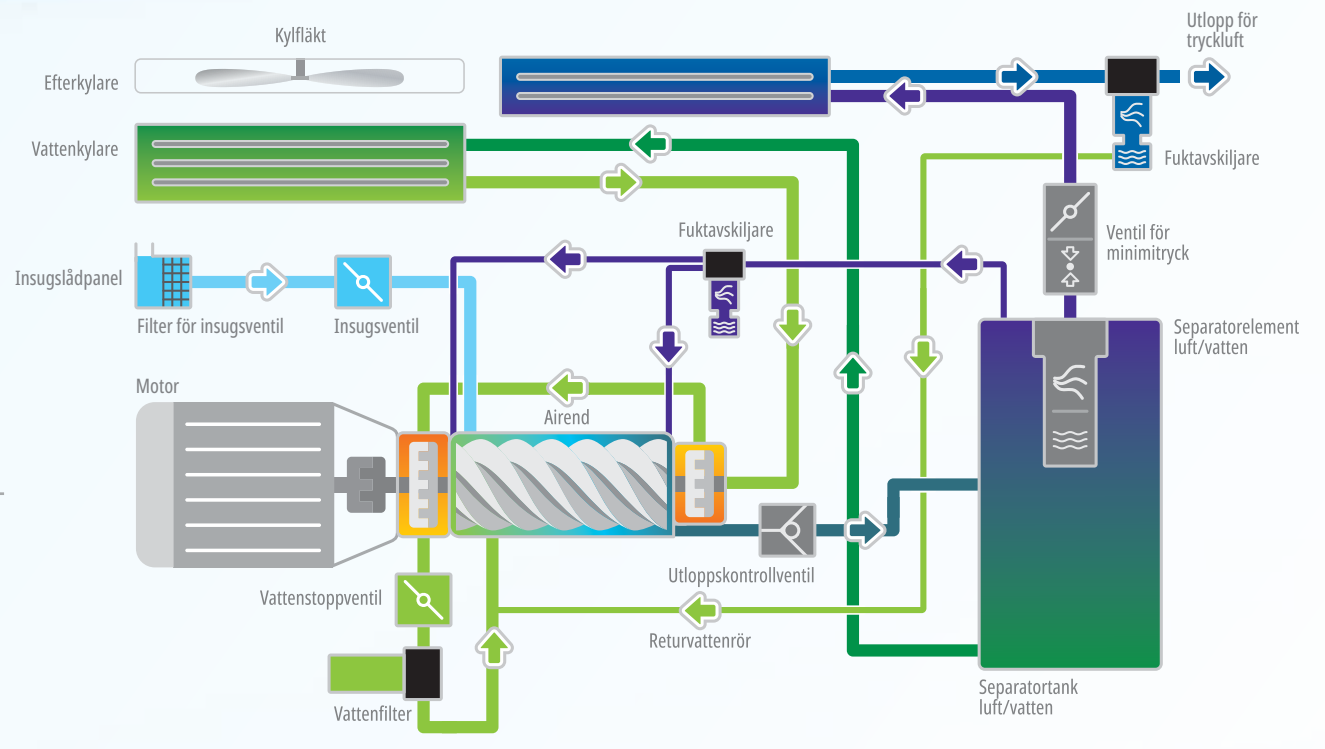 Utlopp för
tryckluft
Kylfläkt
Efterkylare
Vattenkylare
Fuktavskiljare
Fuktavskiljare
Ventil för
minimitryck
Insugslådpanel
Filter för insugsventil
Insugsventil
Separatorelement
luft/vatten
Motor
Airend
Utloppskontrollventil
Vattenstoppventil
Returvattenrör
Separatortank
luft/vatten
Vattenfilter